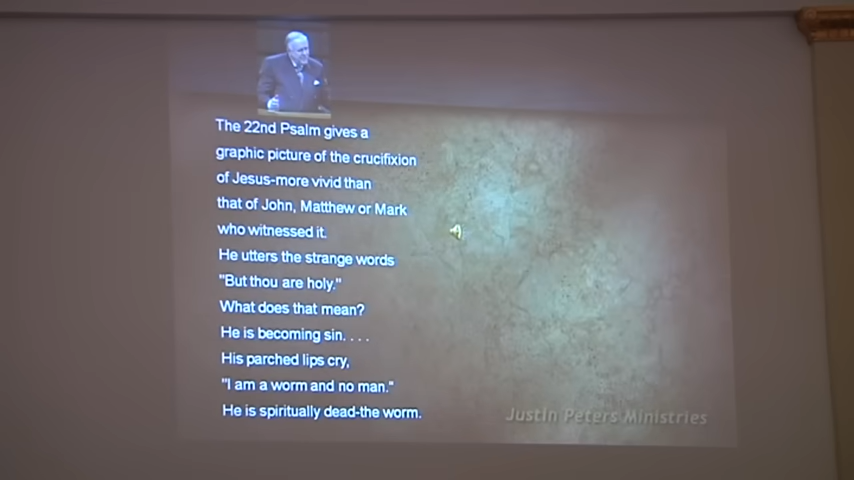 The 22nd Psalm gives a
graphic picture of the crucifixion
of Jesus-more vivid than
that of John, Matthew or Mark
who witnessed it.
He utters the strange words
"But thou are holy."
What does that mean?
He is becoming sin. . . .
His parched lips cry,
"I am a worm and no man."
He is spiritually dead-the worm.
Justin Peters Ministries